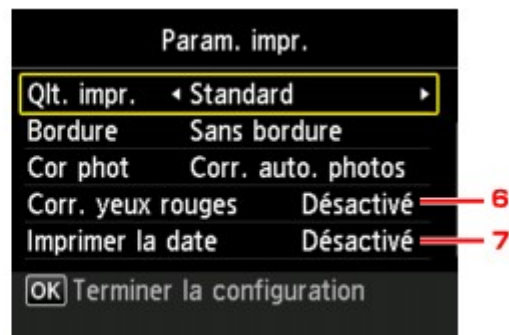 Param. impr.
Qlt. impr. Standard
Bordure Sans bordure
Cor phot Corr. auto. photos
Corr. yeux rouges Désactivé 6
Imprimer la date Désactivé 7
OK Terminer la configuration